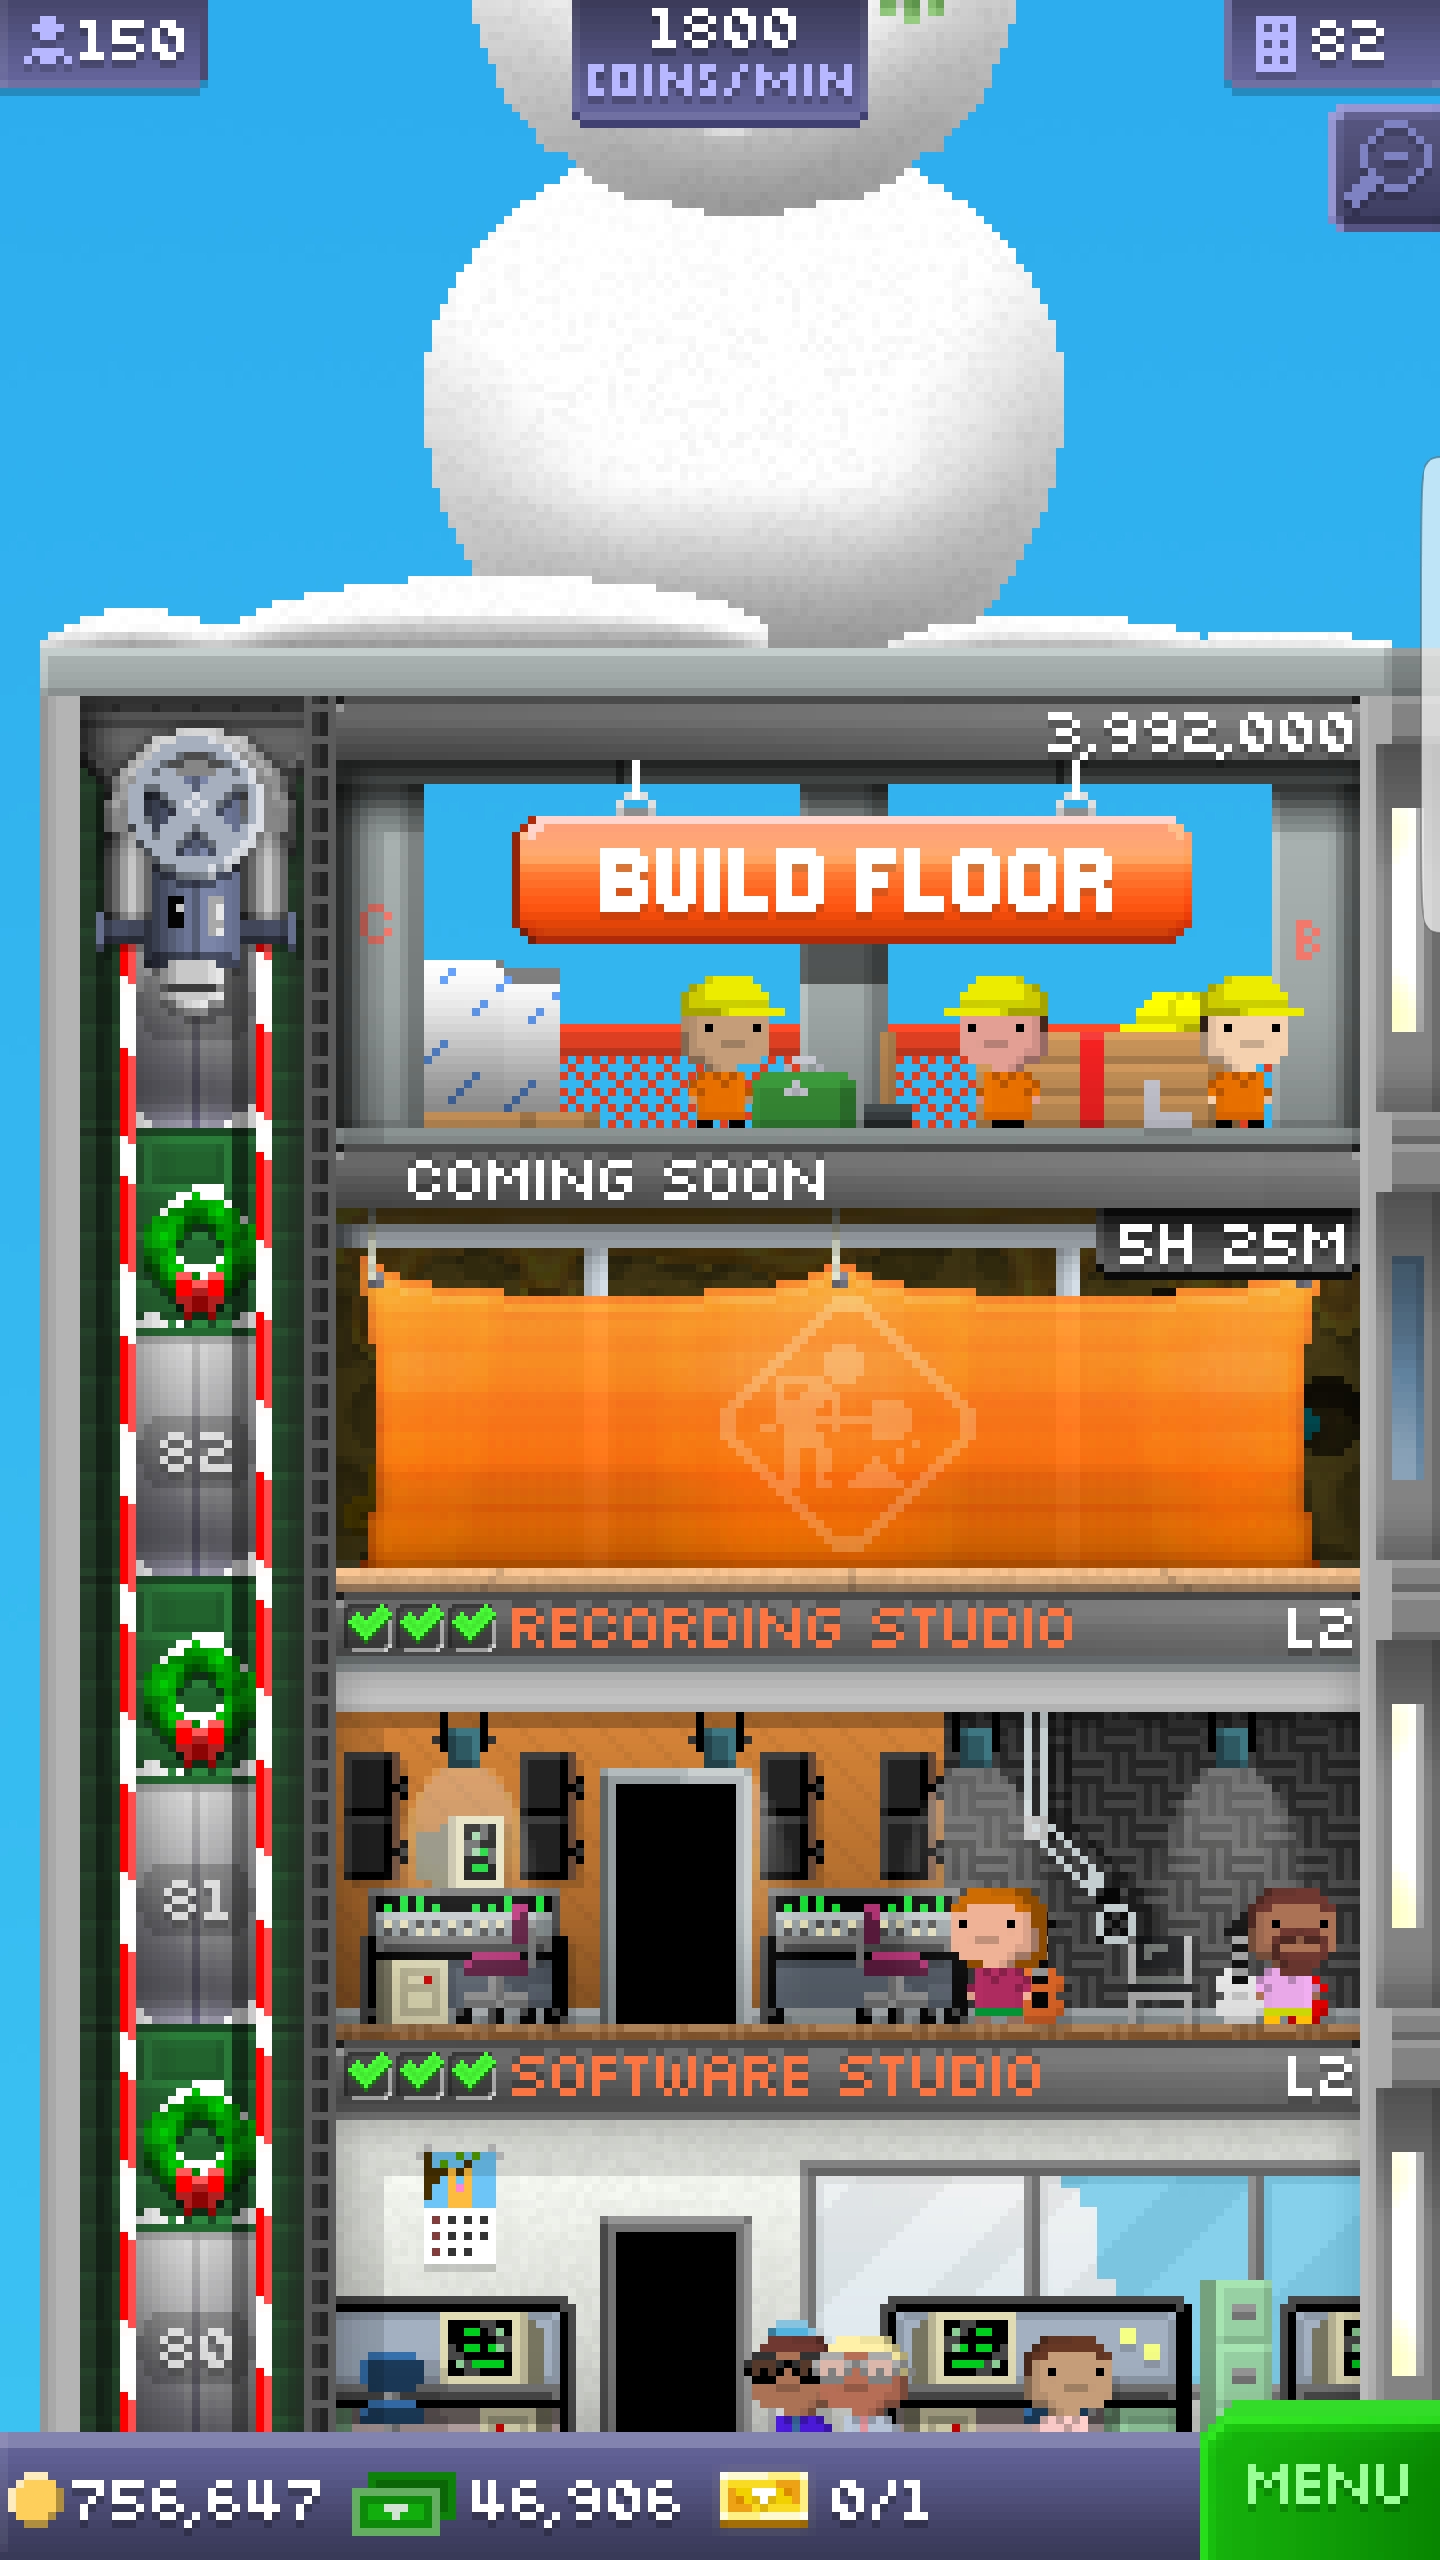 150
1800
COINS/MIN
82
3,992,000
BUILD FLOOR
C
B
COMING SOON
5H 25M
82
RECORDING STUDIO L2
81
SOFTWARE STUDIO L2
80
756,647 46,906 0/1 MENU